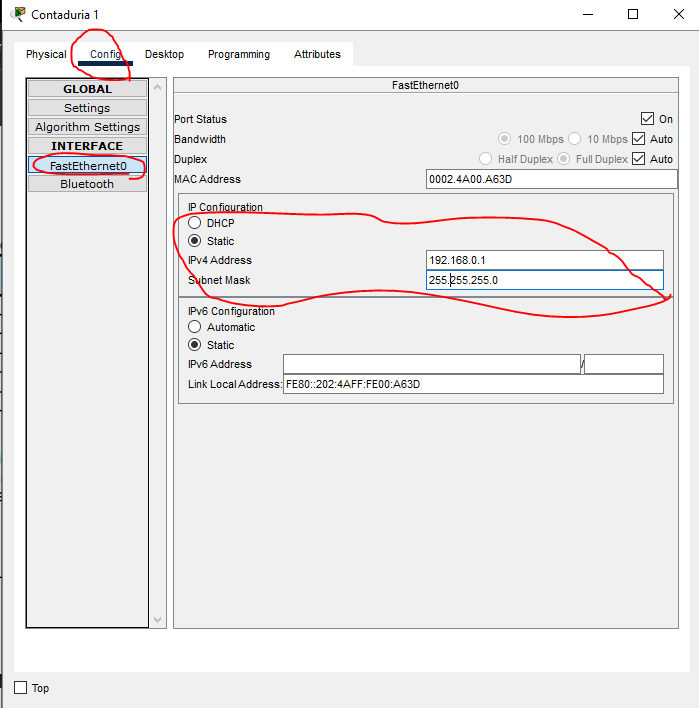 Contaduria 1
Physical Config Desktop Programming Attributes
GLOBAL
Settings
Algorithm Settings
INTERFACE
FastEthernet0
Bluetooth
FastEthernet0
Port Status On
Bandwidth 100 Mbps 10 Mbps Auto
Duplex Half Duplex Full Duplex Auto
MAC Address 0002.4A00.A63D
IP Configuration
DHCP
Static
IPv4 Address 192.168.0.1
Subnet Mask 255.255.255.0
IPv6 Configuration
Automatic
Static
IPv6 Address /
Link Local Address: FE80::202:4AFF:FE00:A63D
Top